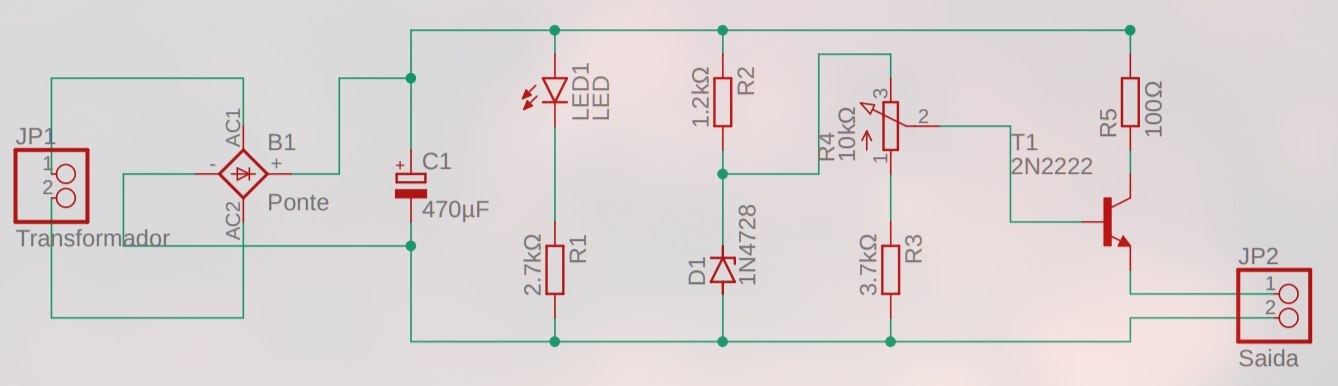 JP1
1
2
Transformador
AC1
B1
-
+
AC2
Ponte
+
C1
470µF
LED1
LED
2.7kΩ
R1
1.2kΩ
R2
D1
1N4728
R4
10kΩ
3
2
1
3.7kΩ
R3
T1
2N2222
R5
100Ω
JP2
1
2
Saida